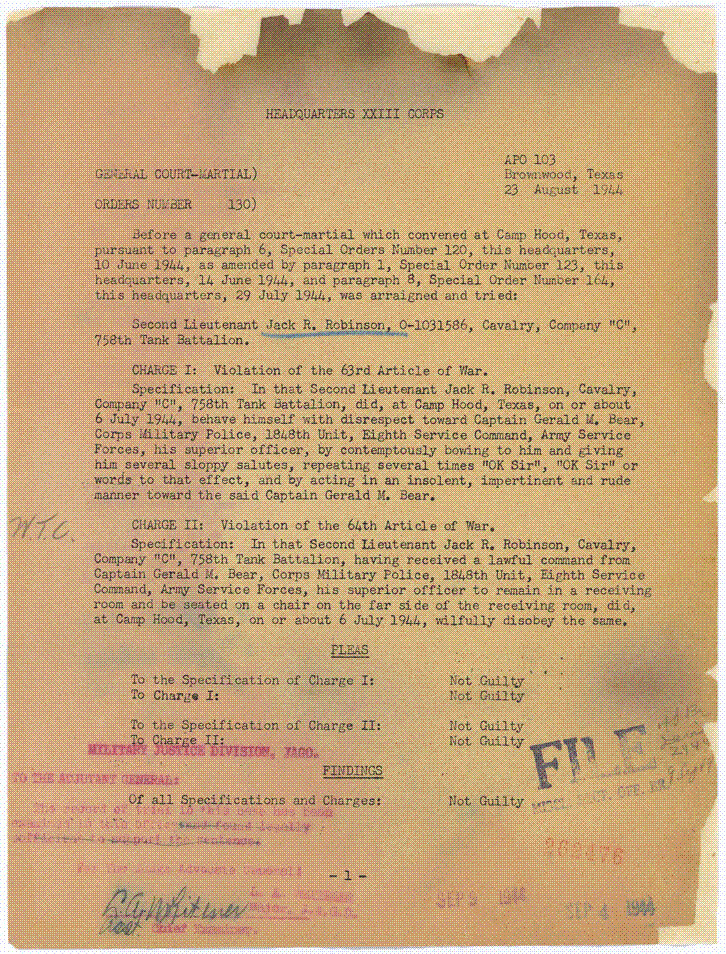 HEADQUARTERS XXIII CORPS
APO 103
GENERAL COURT-MARTIAL) Brownwood, Texas
23 August 1944
ORDERS NUMBER 130)
Before a general court-martial which convened at Camp Hood, Texas,
pursuant to paragraph 6, Special Orders Number 120, this headquarters,
10 June 1944, as amended by paragraph 1, Special Order Number 123, this
headquarters, 14 June 1944, and paragraph 8, Special Order Number 164,
this headquarters, 29 July 1944, was arraigned and tried:
Second Lieutenant Jack R. Robinson, O-1031586, Cavalry, Company "C",
758th Tank Battalion.
CHARGE I: Violation of the 63rd Article of War.
Specification: In that Second Lieutenant Jack R. Robinson, Cavalry,
Company "C", 758th Tank Battalion, did, at Camp Hood, Texas, on or about
6 July 1944, behave himself with disrespect toward Captain Gerald M. Bear,
Corps Military Police, 1848th Unit, Eighth Service Command, Army Service
Forces, his superior officer, by contemptously bowing to him and giving
him several sloppy salutes, repeating several times "OK Sir", "OK Sir" or
words to that effect, and by acting in an insolent, impertinent and rude
manner toward the said Captain Gerald M. Bear.
W.T.C.
CHARGE II: Violation of the 64th Article of War.
Specification: In that Second Lieutenant Jack R. Robinson, Cavalry,
Company "C", 758th Tank Battalion, having received a lawful command from
Captain Gerald M. Bear, Corps Military Police, 1848th Unit, Eighth Service
Command, Army Service Forces, his superior officer to remain in a receiving
room and be seated on a chair on the far side of the receiving room, did,
at Camp Hood, Texas, on or about 6 July 1944, wilfully disobey the same.
PLEAS
To the Specification of Charge I: Not Guilty
To Charge I: Not Guilty
To the Specification of Charge II: Not Guilty
To Charge II: Not Guilty
MILITARY JUSTICE DIVISION, JAGO.
FILE
FINDINGS
TO THE ADJUTANT GENERAL:
Of all Specifications and Charges: Not Guilty
The record of trial in this case has been
examined in this office and found legally
sufficient to support the sentence.
262476
For The Judge Advocate General:
- 1 -
Major, J.A.G.D.
SEP 5 1944
SEP 4 1944
Chief Examiner.